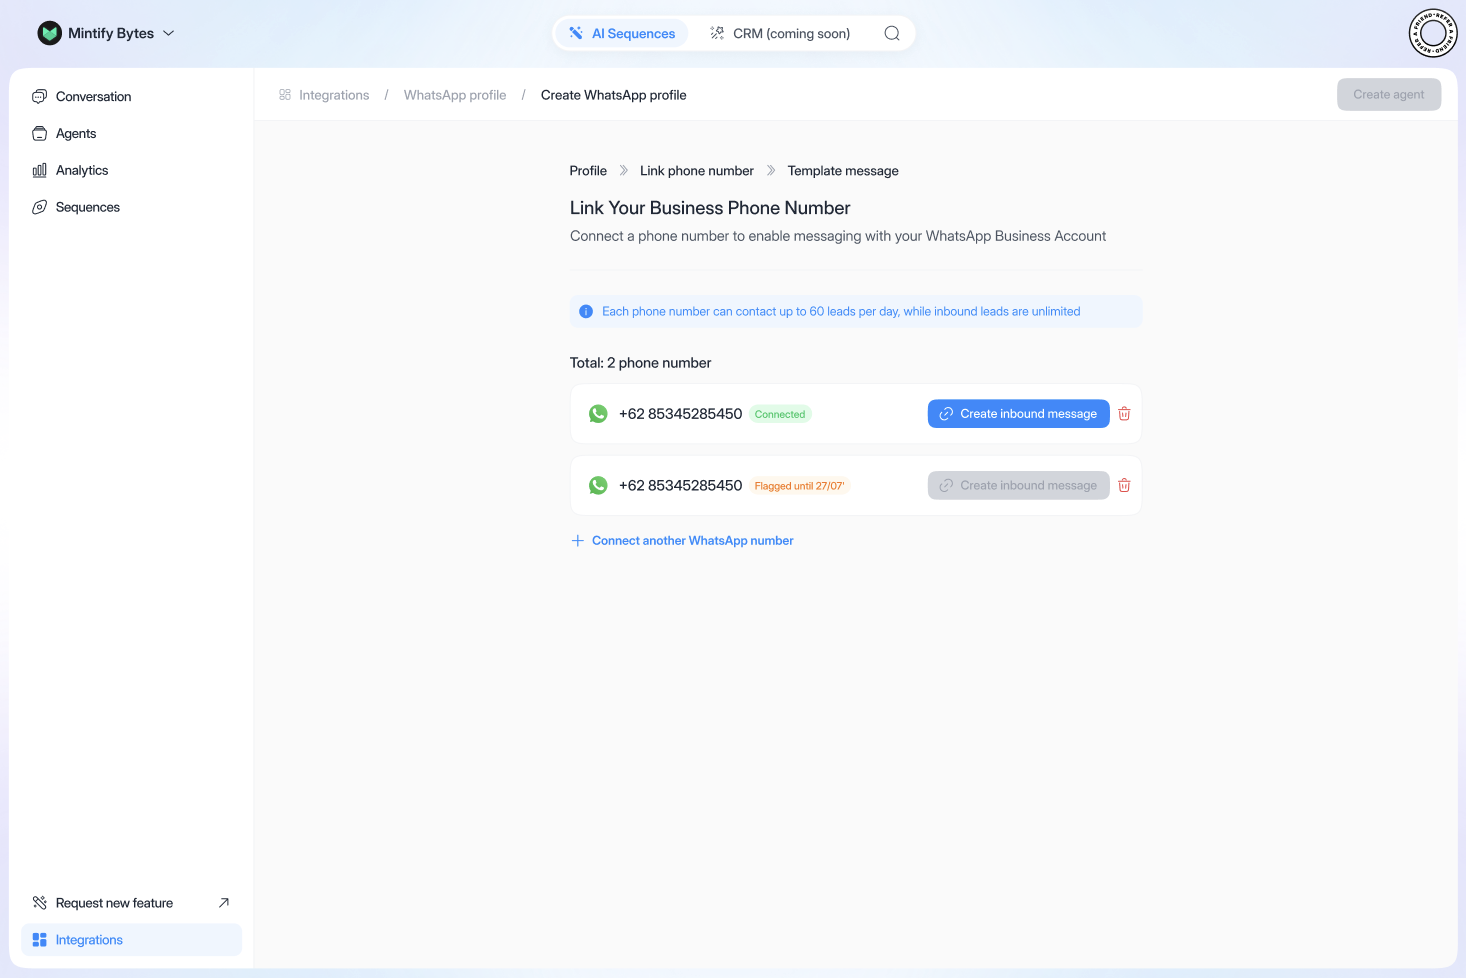 Mintify Bytes
AI Sequences
CRM (coming soon)
REFER A FRIEND • REFER A FRIEND •
Conversation
Agents
Analytics
Sequences
Request new feature
Integrations
Integrations / WhatsApp profile / Create WhatsApp profile
Create agent
Profile
Link phone number
Template message
Link Your Business Phone Number
Connect a phone number to enable messaging with your WhatsApp Business Account
Each phone number can contact up to 60 leads per day, while inbound leads are unlimited
Total: 2 phone number
+62 85345285450 Connected
Create inbound message
+62 85345285450 Flagged until 27/07'
Create inbound message
Connect another WhatsApp number